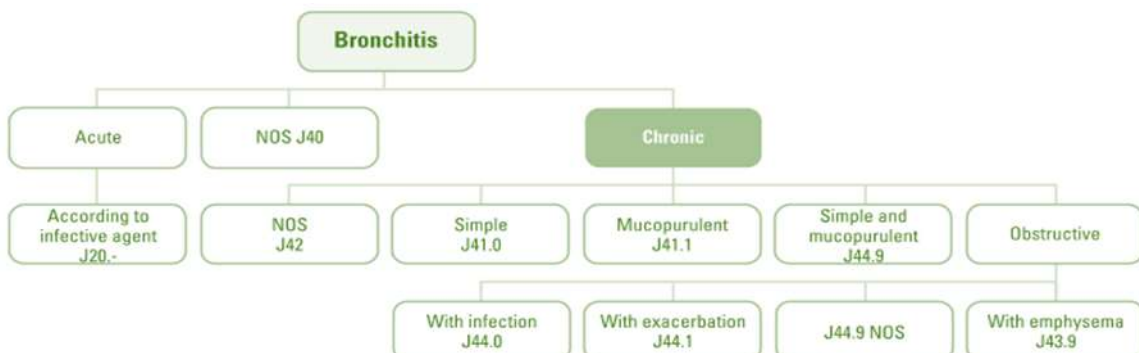 Bronchitis
Acute
NOS J40
Chronic
According to
infective agent
J20.-
NOS
J42
Simple
J41.0
Mucopurulent
J41.1
Simple and
mucopurulent
J44.9
Obstructive
With infection
J44.0
With exacerbation
J44.1
J44.9 NOS
With emphysema
J43.9